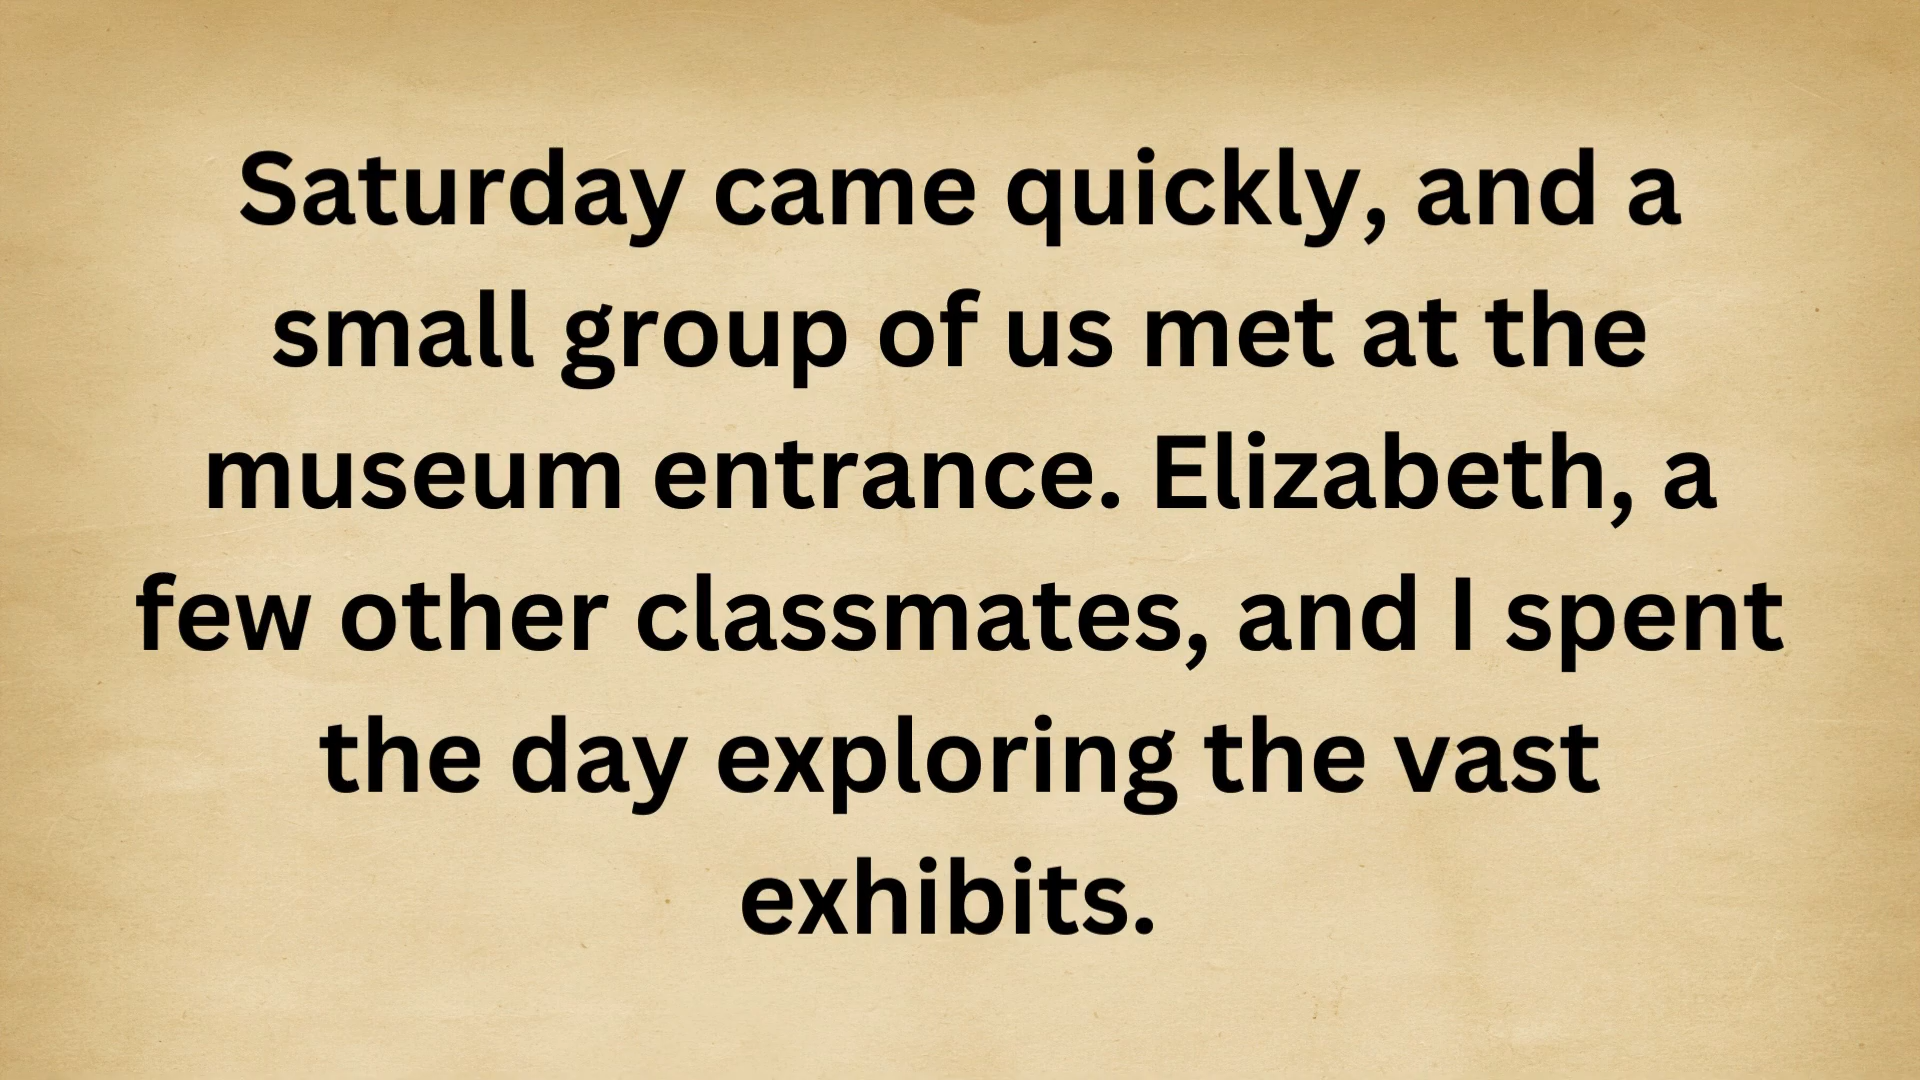 Saturday came quickly, and a
small group of us met at the
museum entrance. Elizabeth, a
few other classmates, and I spent
the day exploring the vast
exhibits.